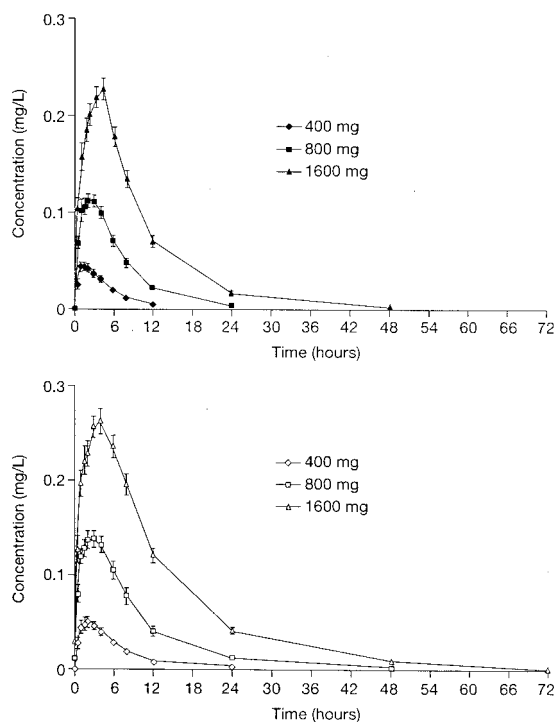 0.3
0.2
0.1
0
Concentration (mg/L)
400 mg
800 mg
1600 mg
0 6 12 18 24 30 36 42 48 54 60 66 72
Time (hours)
0.3
0.2
0.1
0
Concentration (mg/L)
400 mg
800 mg
1600 mg
0 6 12 18 24 30 36 42 48 54 60 66 72
Time (hours)